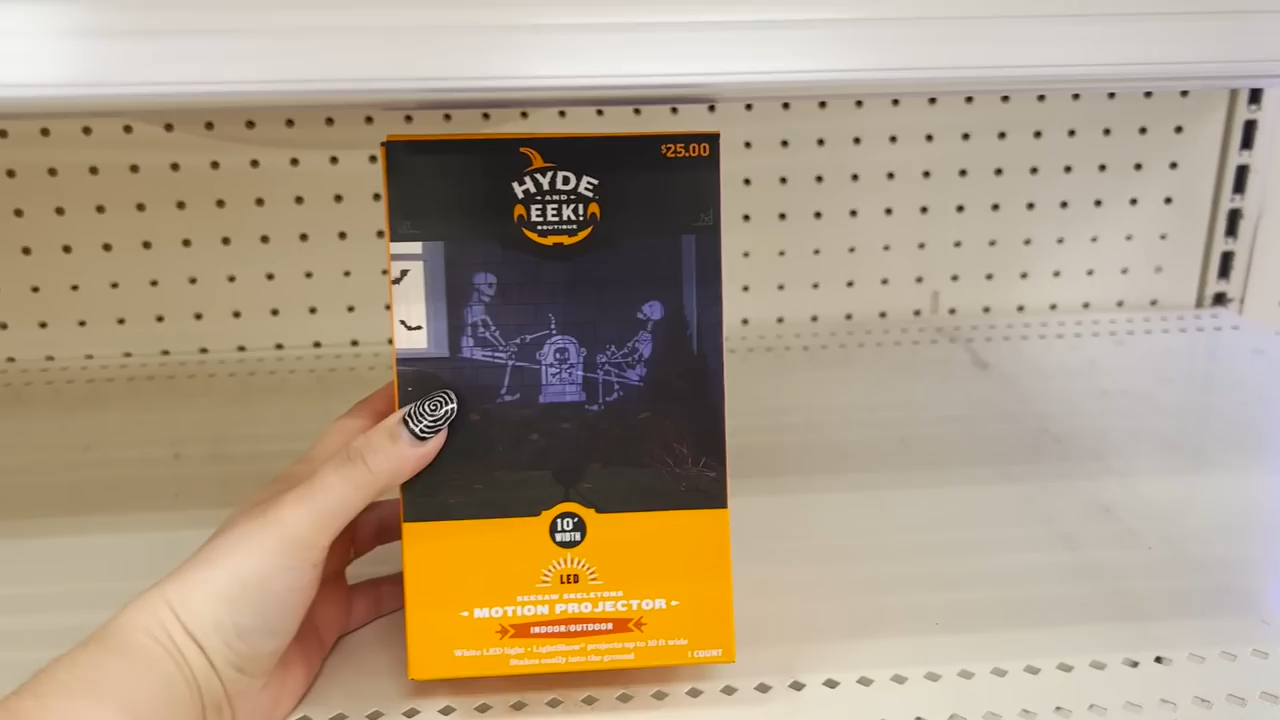 $25.00
HYDE
AND
EEK!
BOUTIQUE
10'
WIDTH
LED
SEESAW SKELETONS
MOTION PROJECTOR
INDOOR/OUTDOOR
White LED light • LightShow® projects up to 10 ft wide
Stakes easily into the ground
1 COUNT